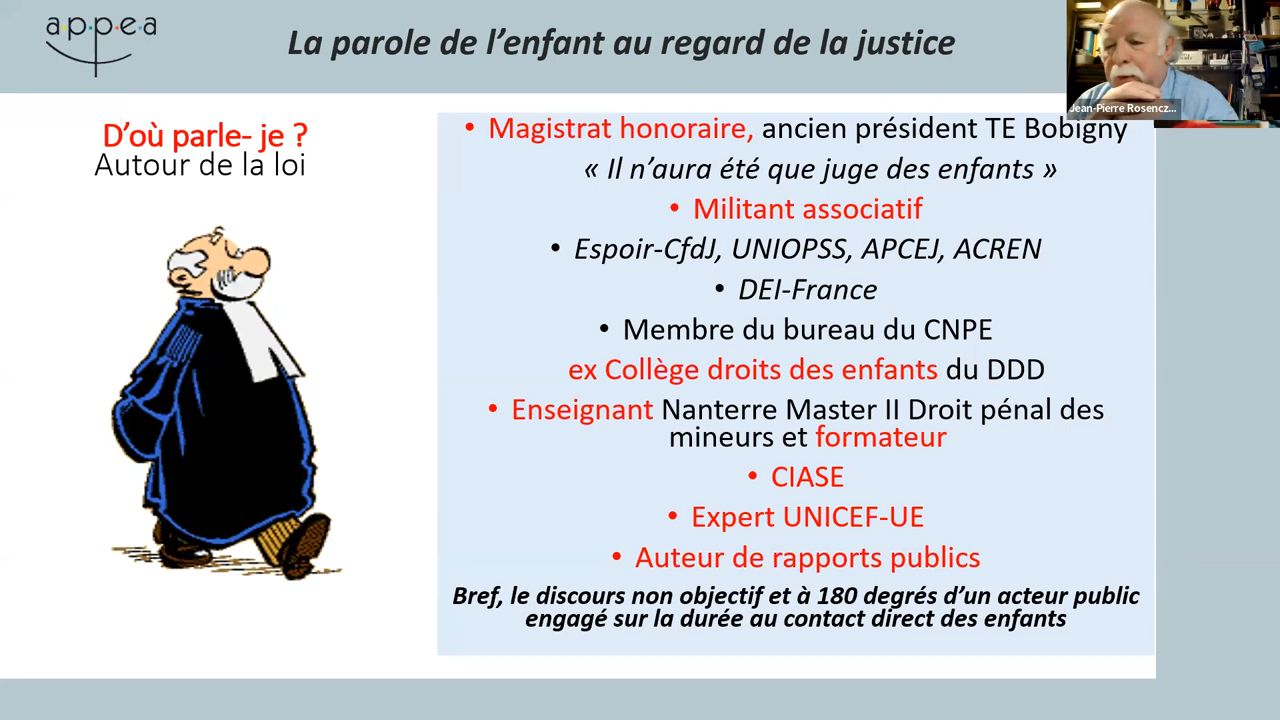 a·p·p·e·a
La parole de l’enfant au regard de la justice
Jean-Pierre Rosencz...
D’où parle- je ?
Autour de la loi
• Magistrat honoraire, ancien président TE Bobigny
« Il n’aura été que juge des enfants »
• Militant associatif
• Espoir-CfdJ, UNIOPSS, APCEJ, ACREN
• DEI-France
• Membre du bureau du CNPE
ex Collège droits des enfants du DDD
• Enseignant Nanterre Master II Droit pénal des
mineurs et formateur
• CIASE
• Expert UNICEF-UE
• Auteur de rapports publics
Bref, le discours non objectif et à 180 degrés d’un acteur public
engagé sur la durée au contact direct des enfants